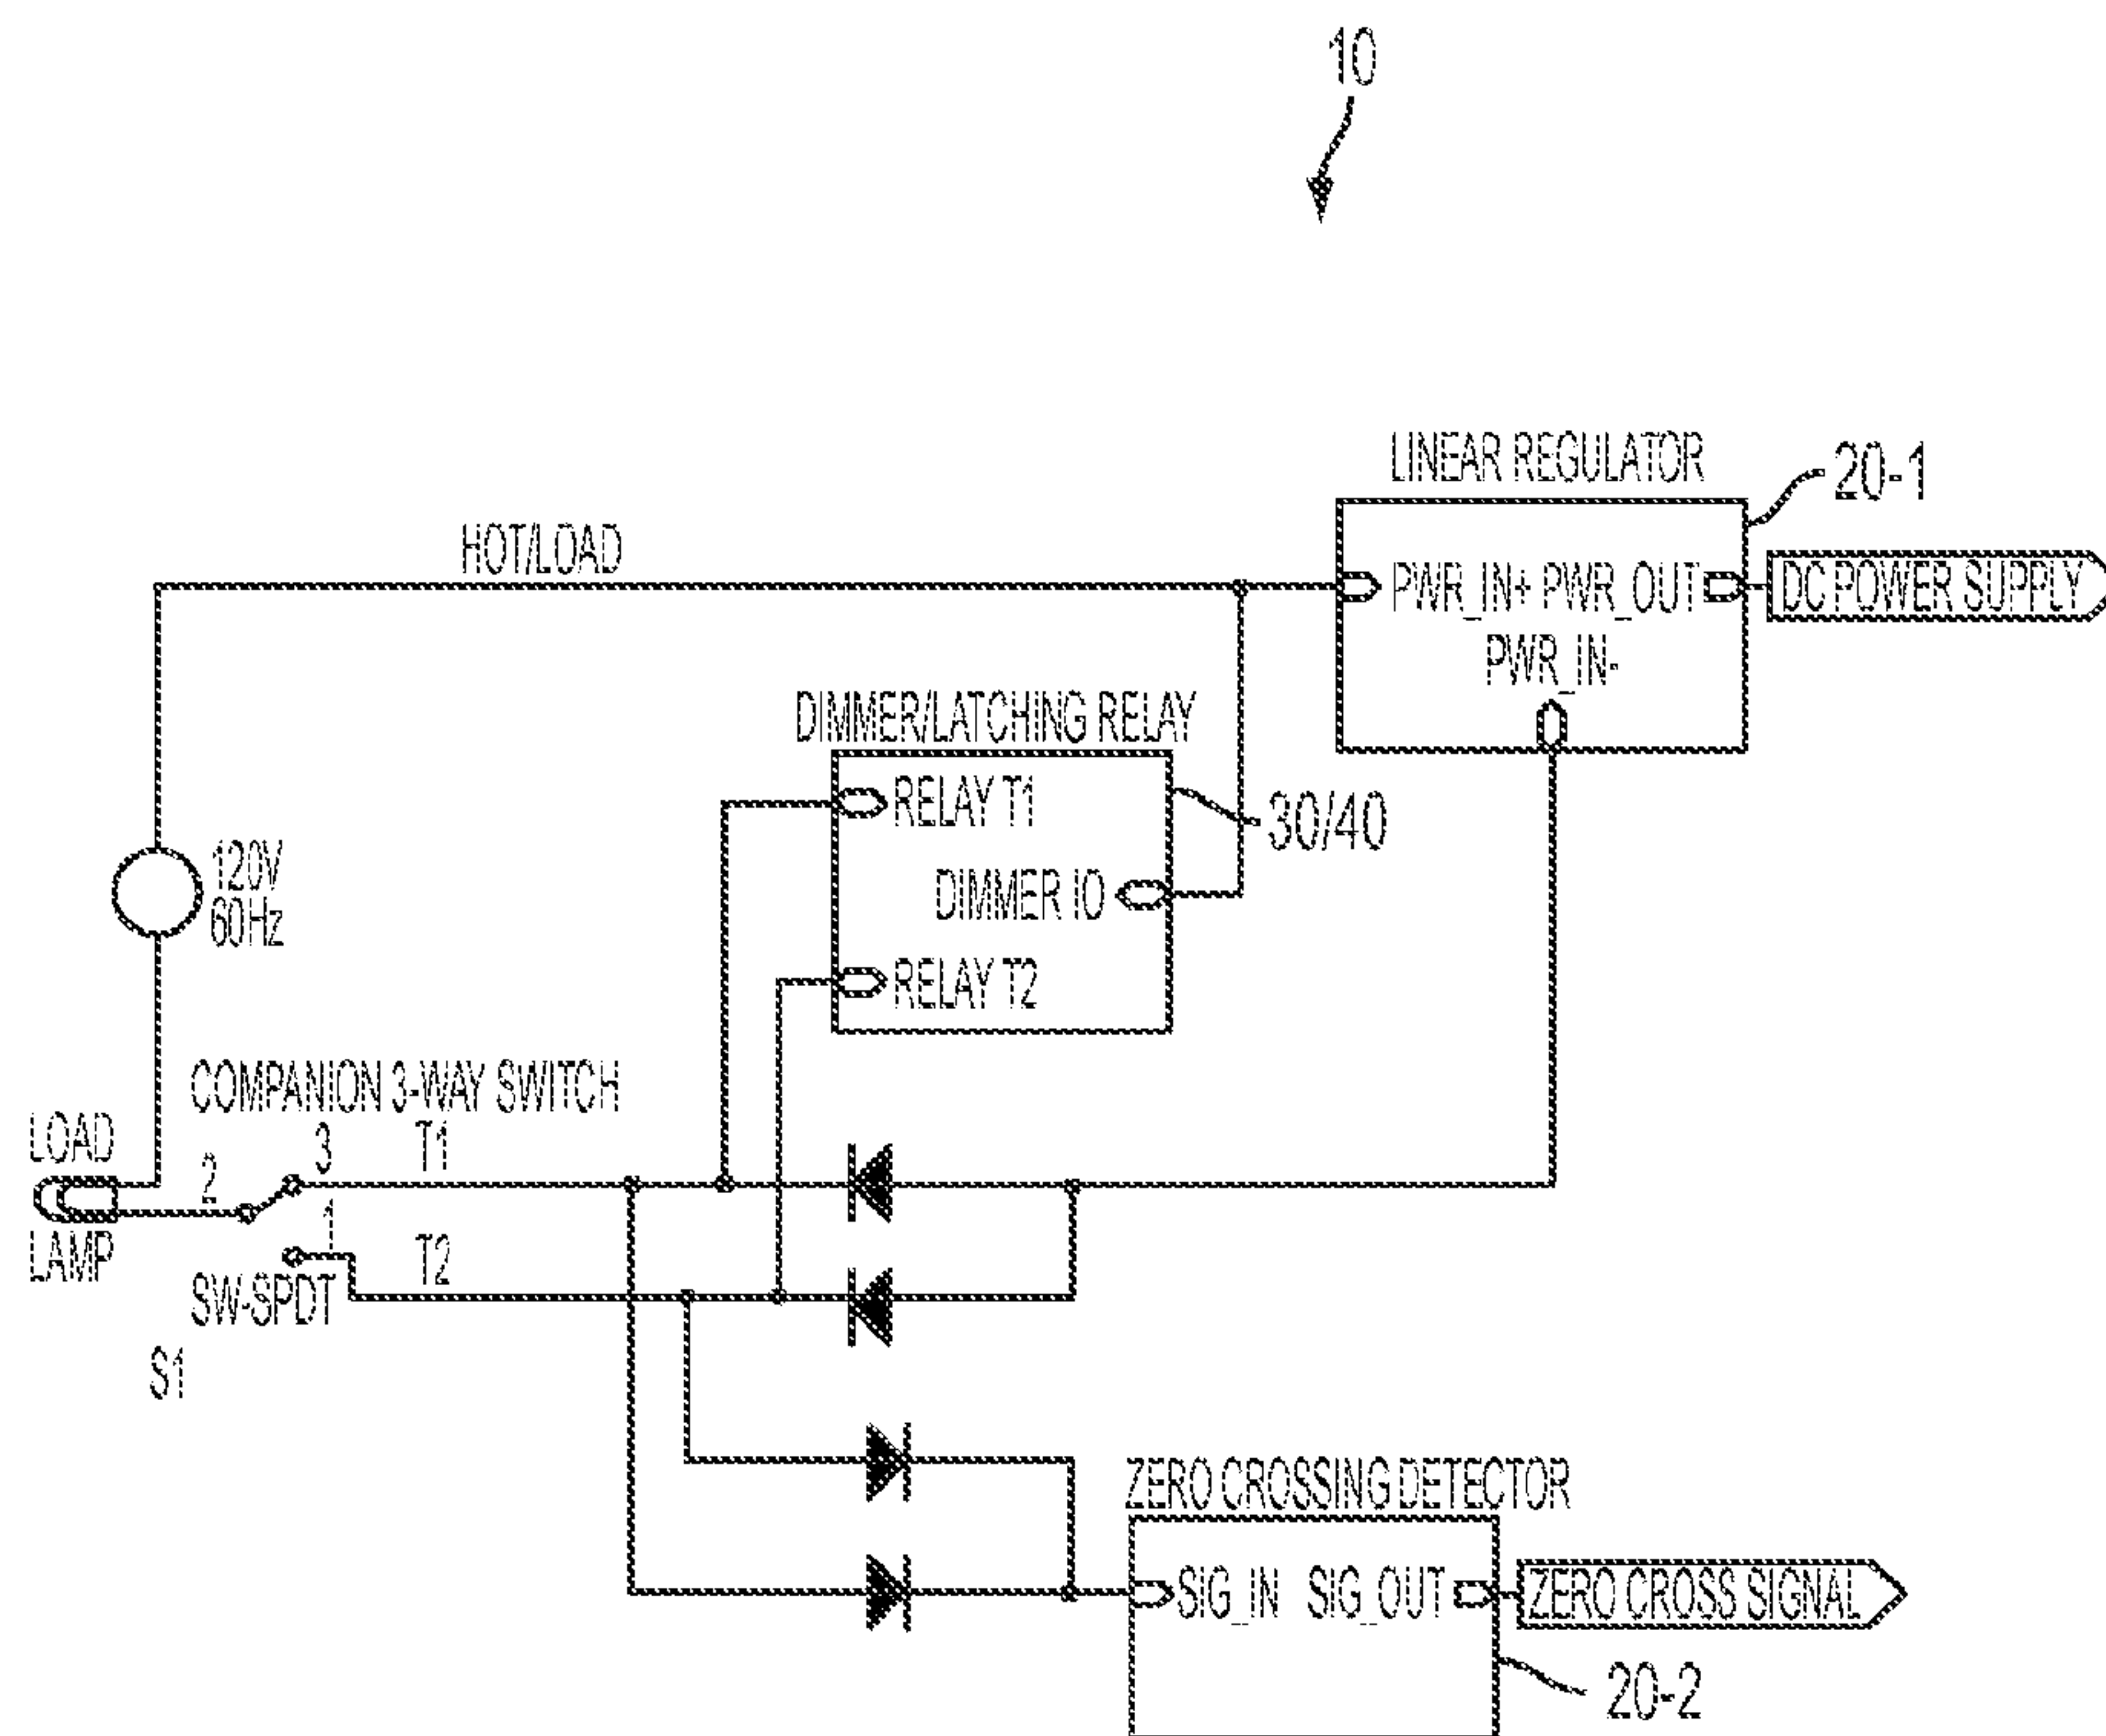 10
LINEAR REGULATOR
20-1
HOT/LOAD
PWR_IN+ PWR_OUT
DC POWER SUPPLY
PWR_IN-
DIMMER/LATCHING RELAY
RELAY T1
30/40
120V
60Hz
DIMMER IO
RELAY T2
COMPANION 3-WAY SWITCH
LOAD
2
3
T1
1
LAMP
T2
SW-SPDT
S1
ZERO CROSSING DETECTOR
SIG_IN SIG_OUT
ZERO CROSS SIGNAL
20-2